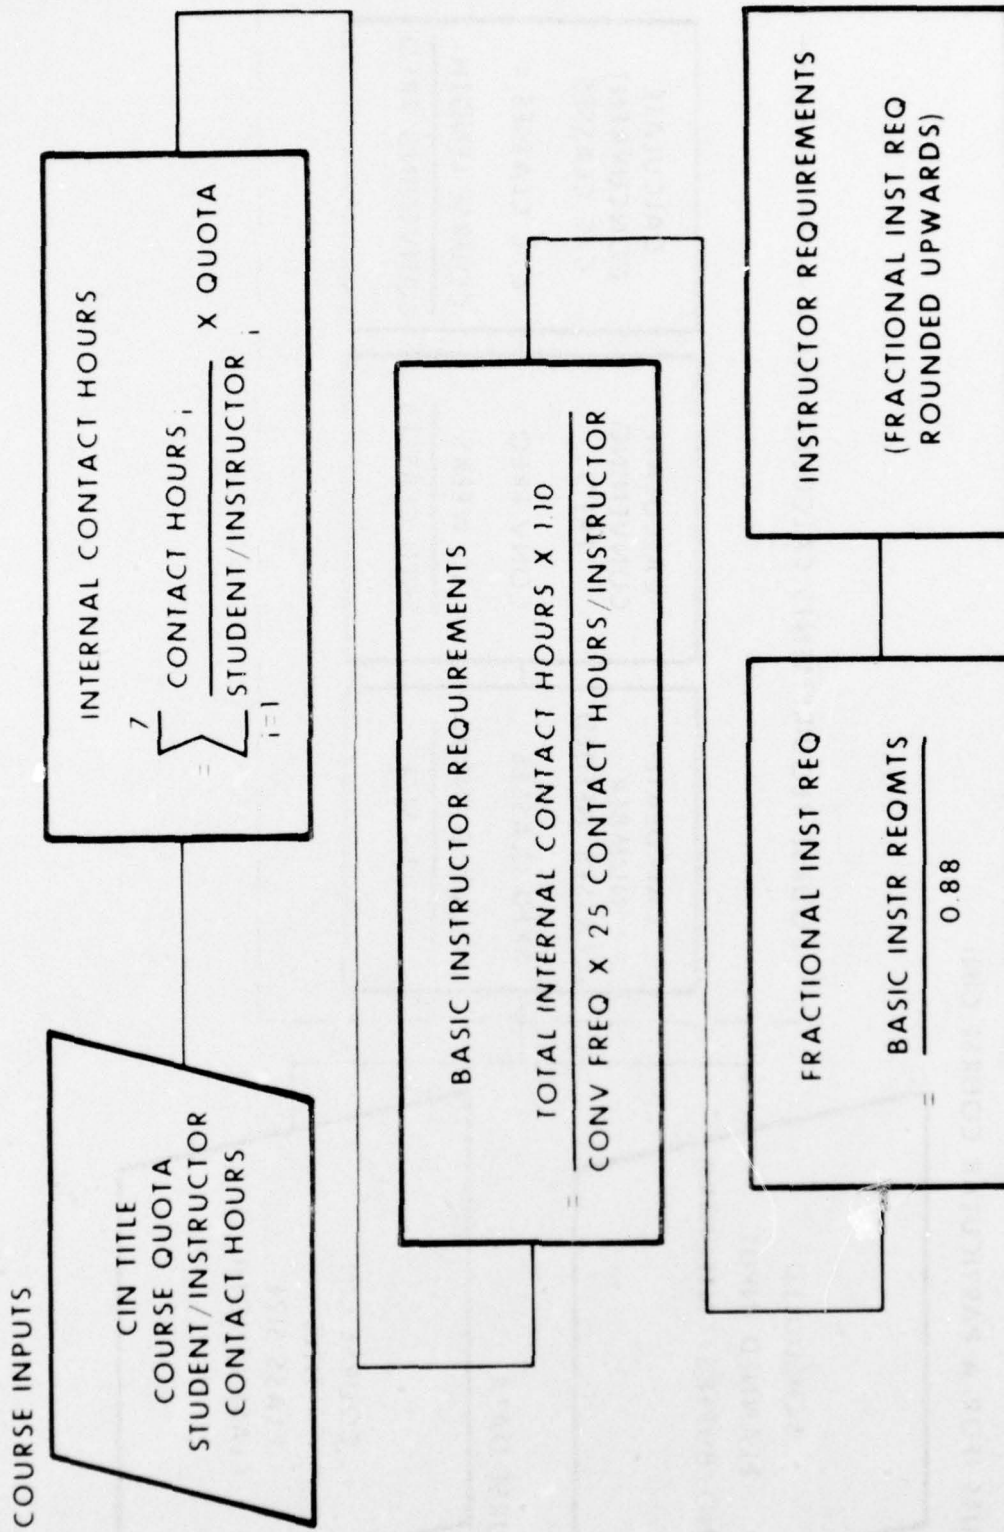 COURSE INPUTS
CIN TITLE
COURSE QUOTA
STUDENT/INSTRUCTOR
CONTACT HOURS
INTERNAL CONTACT HOURS
7
= ∑ CONTACT HOURS i
STUDENT/INSTRUCTOR i
X QUOTA
i=1
BASIC INSTRUCTOR REQUIREMENTS
= TOTAL INTERNAL CONTACT HOURS X 1.10
CONV FREQ X 25 CONTACT HOURS/INSTRUCTOR
FRACTIONAL INST REQ
= BASIC INSTR REQMTS
0.88
INSTRUCTOR REQUIREMENTS
(FRACTIONAL INST REQ
ROUNDED UPWARDS)